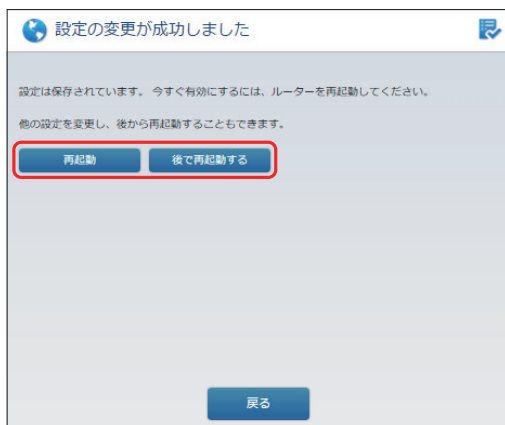 設定の変更が成功しました
設定は保存されています。 今すぐ有効にするには、ルーターを再起動してください。
他の設定を変更し、後から再起動することもできます。
再起動 後で再起動する
戻る